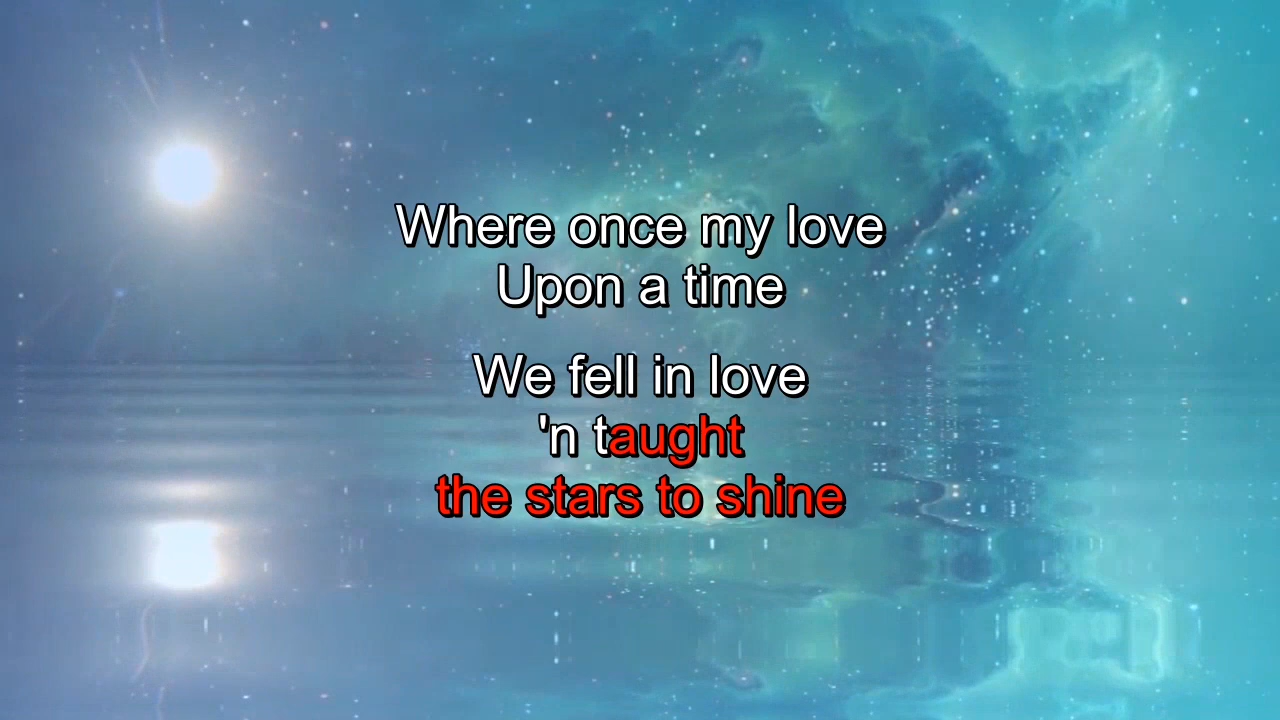 Where once my love
Upon a time
We fell in love
'n taught
the stars to shine